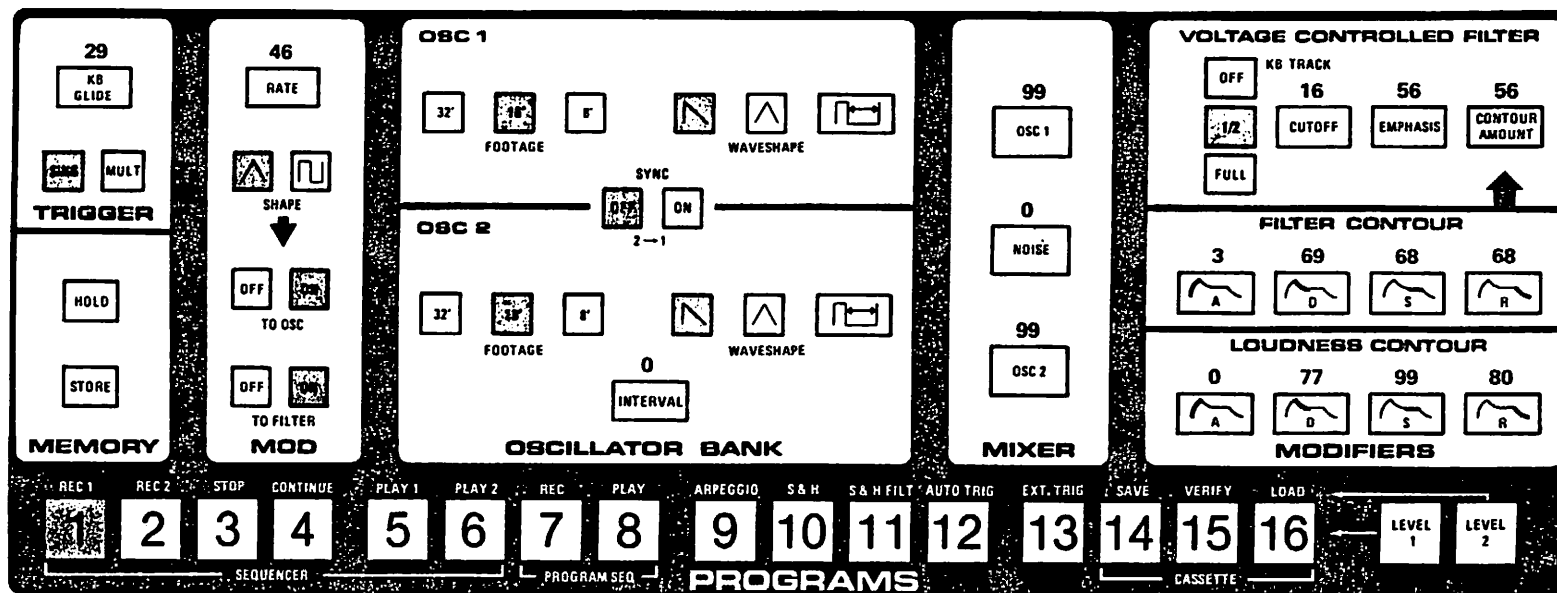 29
KB
GLIDE
SING
MULT
TRIGGER
HOLD
STORE
MEMORY
46
RATE
SHAPE
OFF
ON
TO OSC
OFF
ON
TO FILTER
MOD
OSC 1
32'
16'
8'
FOOTAGE
WAVESHAPE
SYNC
OFF
ON
2→1
OSC 2
32'
16'
8'
FOOTAGE
WAVESHAPE
0
INTERVAL
OSCILLATOR BANK
99
OSC 1
0
NOISE
99
OSC 2
MIXER
VOLTAGE CONTROLLED FILTER
OFF
KB TRACK
1/2
FULL
16
CUTOFF
56
EMPHASIS
56
CONTOUR
AMOUNT
FILTER CONTOUR
3 69 68 68
A D S R
LOUDNESS CONTOUR
0 77 99 80
A D S R
MODIFIERS
REC 1 REC 2 STOP CONTINUE PLAY 1 PLAY 2 REC PLAY ARPEGGIO S & H S & H FILT AUTO TRIG EXT. TRIG SAVE VERIFY LOAD
1 2 3 4 5 6 7 8 9 10 11 12 13 14 15 16
LEVEL
1
LEVEL
2
SEQUENCER
PROGRAM SEQ
PROGRAMS
CASSETTE